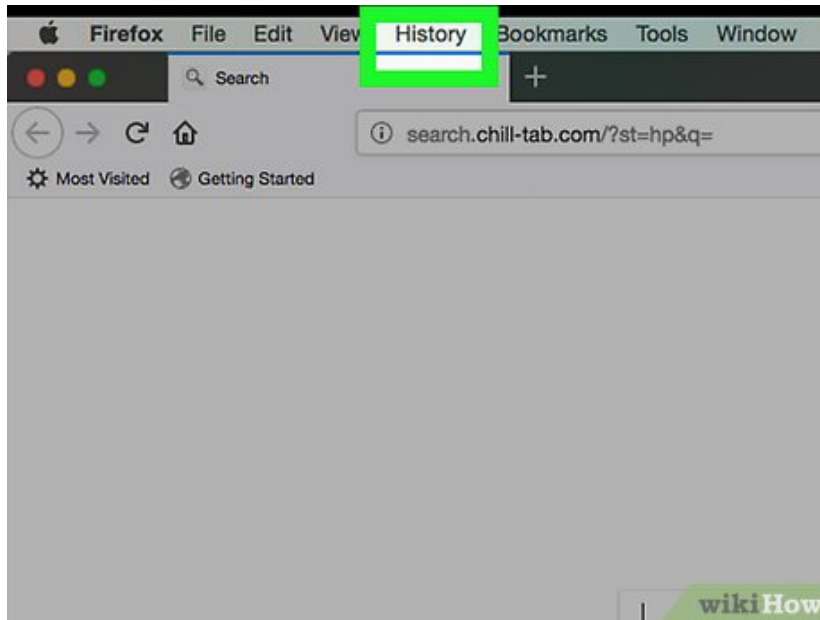 Firefox File Edit View History Bookmarks Tools Window
Search
search.chill-tab.com/?st=hp&q=
Most Visited Getting Started
wikiHow